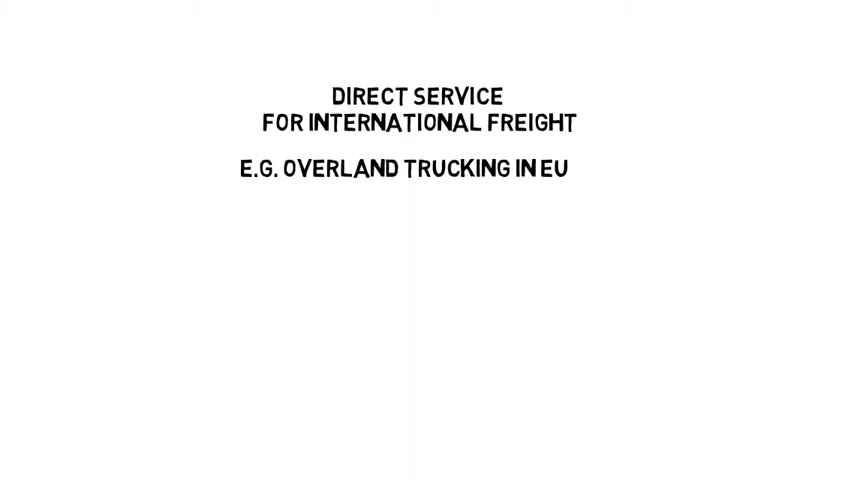 DIRECT SERVICE
FOR INTERNATIONAL FREIGHT
E.G. OVERLAND TRUCKING IN EU